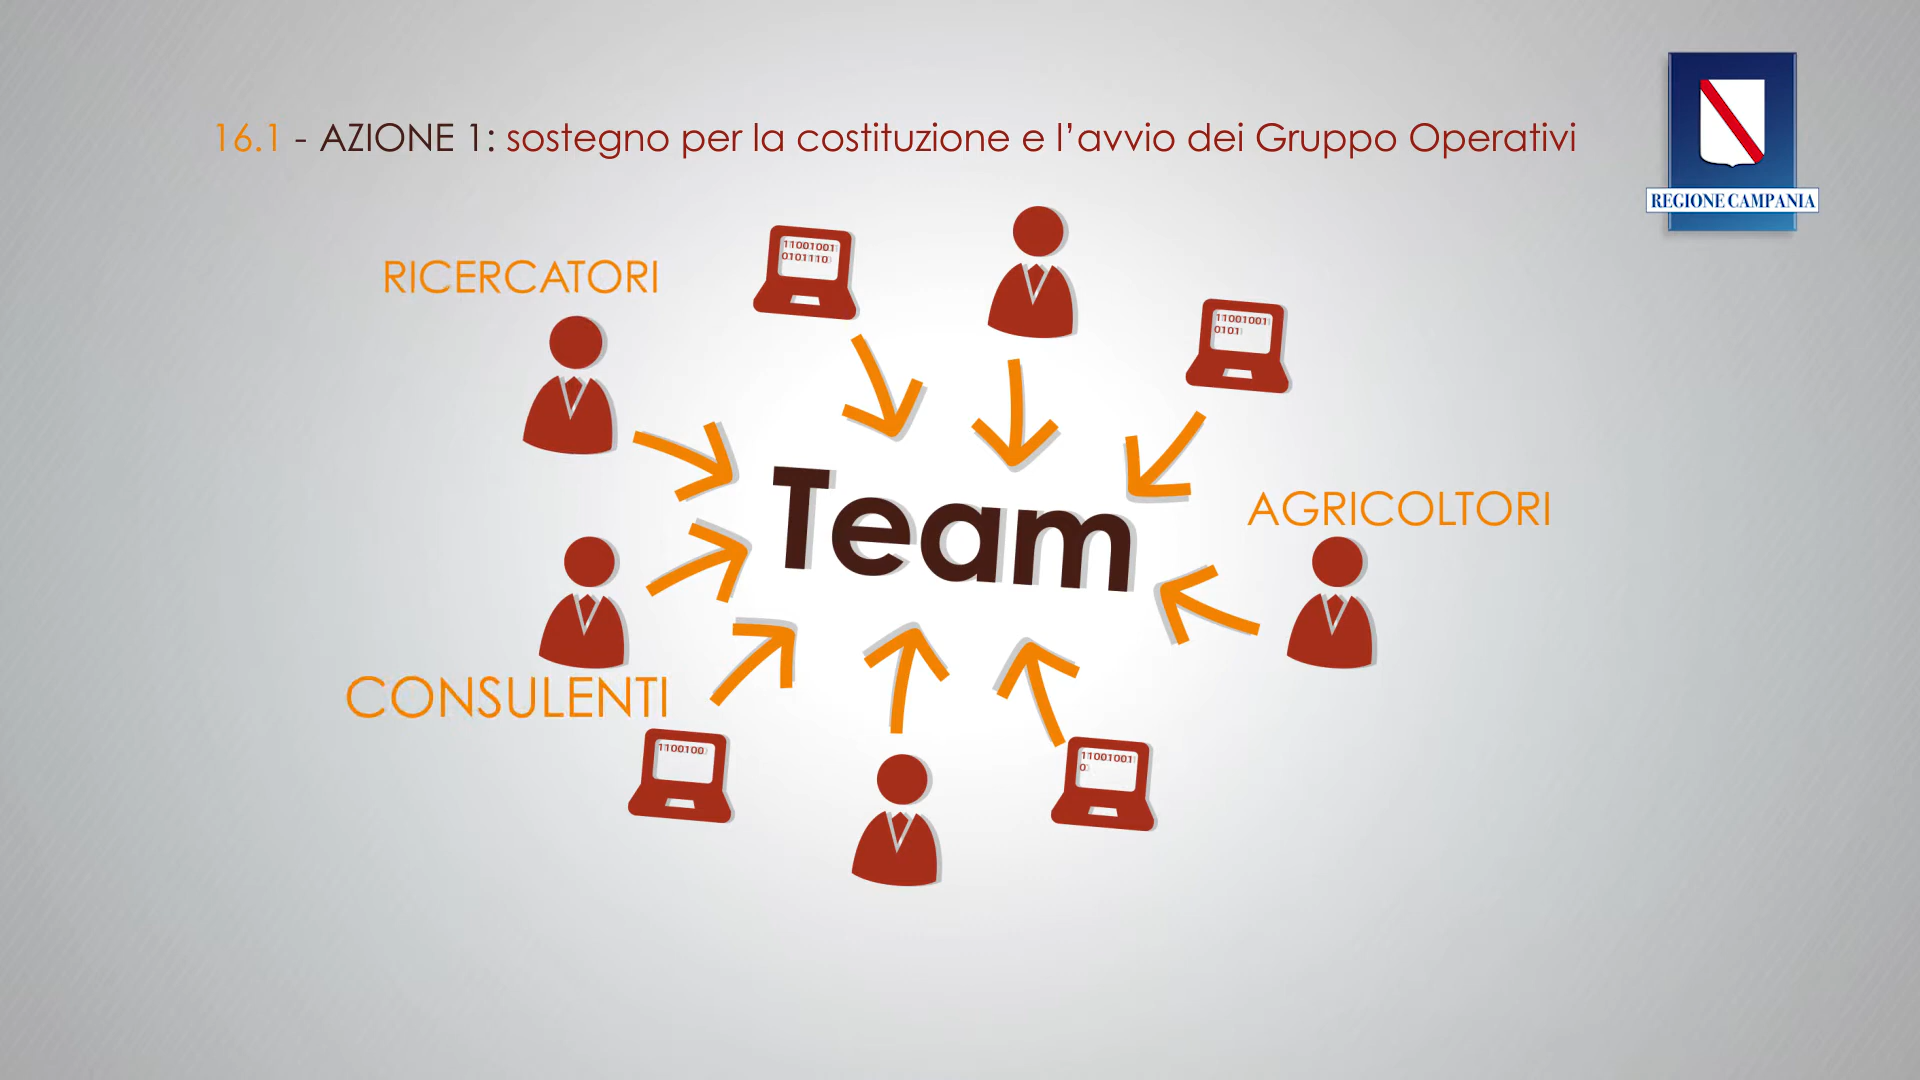 16.1 - AZIONE 1: sostegno per la costituzione e l’avvio dei Gruppo Operativi
REGIONE CAMPANIA
RICERCATORI
11001001
0101110
11001001
0101
Team
AGRICOLTORI
CONSULENTI
1100100
11001001
0